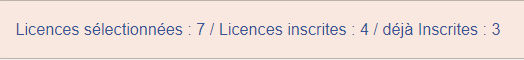 Licences sélectionnées : 7 / Licences inscrites : 4 / déjà Inscrites : 3